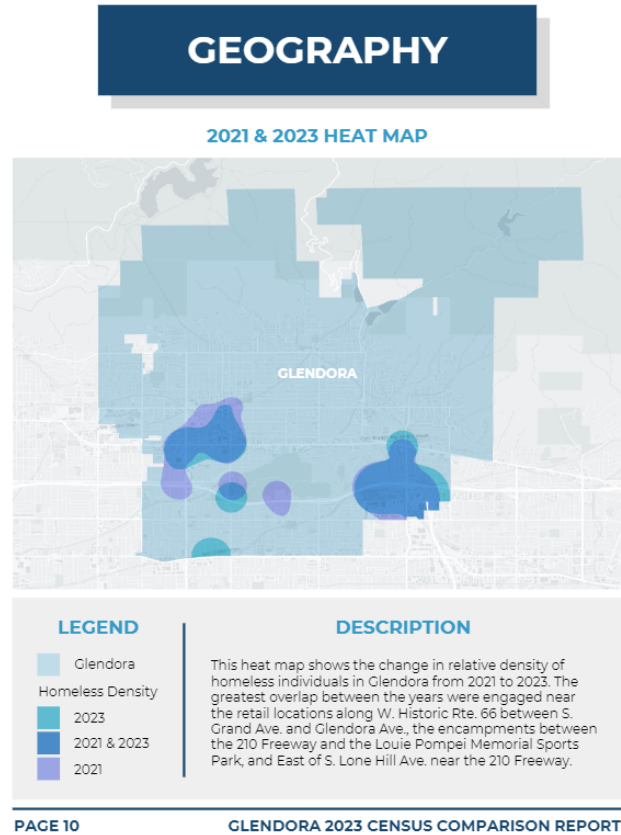 GEOGRAPHY
2021 & 2023 HEAT MAP
GLENDORA
LEGEND
Glendora
Homeless Density
2023
2021 & 2023
2021
DESCRIPTION
This heat map shows the change in relative density of
homeless individuals in Glendora from 2021 to 2023. The
greatest overlap between the years were engaged near
the retail locations along W. Historic Rte. 66 between S.
Grand Ave. and Glendora Ave., the encampments between
the 210 Freeway and the Louie Pompei Memorial Sports
Park, and East of S. Lone Hill Ave. near the 210 Freeway.
PAGE 10
GLENDORA 2023 CENSUS COMPARISON REPORT